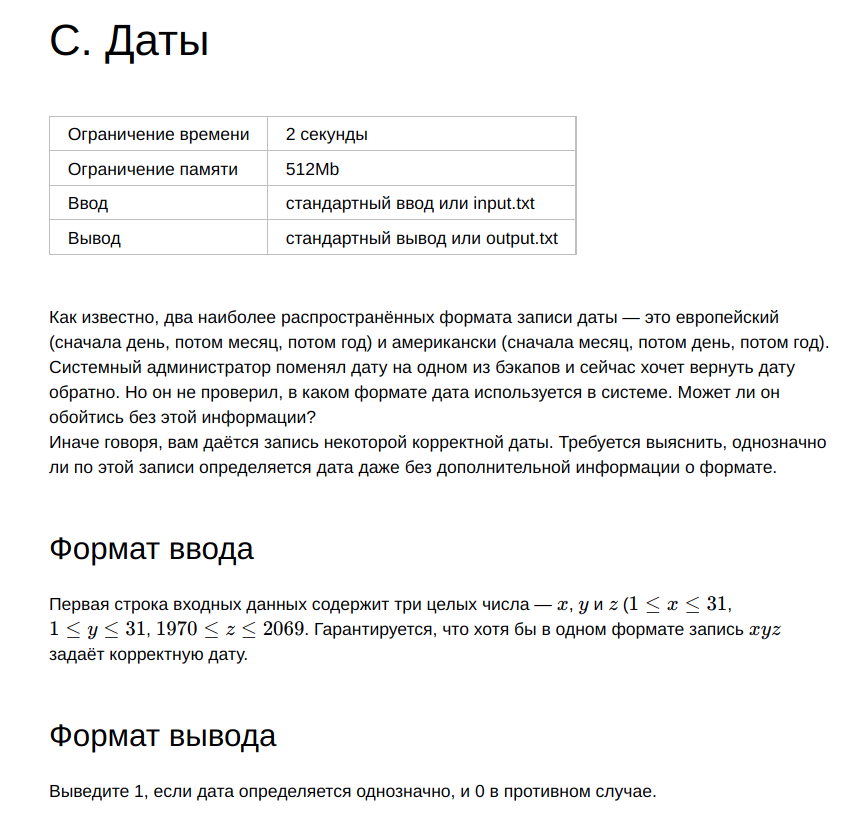 C. Даты
Ограничение времени 2 секунды
Ограничение памяти 512Mb
Ввод стандартный ввод или input.txt
Вывод стандартный вывод или output.txt
Как известно, два наиболее распространённых формата записи даты — это европейский
(сначала день, потом месяц, потом год) и американски (сначала месяц, потом день, потом год).
Системный администратор поменял дату на одном из бэкапов и сейчас хочет вернуть дату
обратно. Но он не проверил, в каком формате дата используется в системе. Может ли он
обойтись без этой информации?
Иначе говоря, вам даётся запись некоторой корректной даты. Требуется выяснить, однозначно
ли по этой записи определяется дата даже без дополнительной информации о формате.
Формат ввода
Первая строка входных данных содержит три целых числа — x, y и z (1 ≤ x ≤ 31,
1 ≤ y ≤ 31, 1970 ≤ z ≤ 2069. Гарантируется, что хотя бы в одном формате запись xyz
задаёт корректную дату.
Формат вывода
Выведите 1, если дата определяется однозначно, и 0 в противном случае.